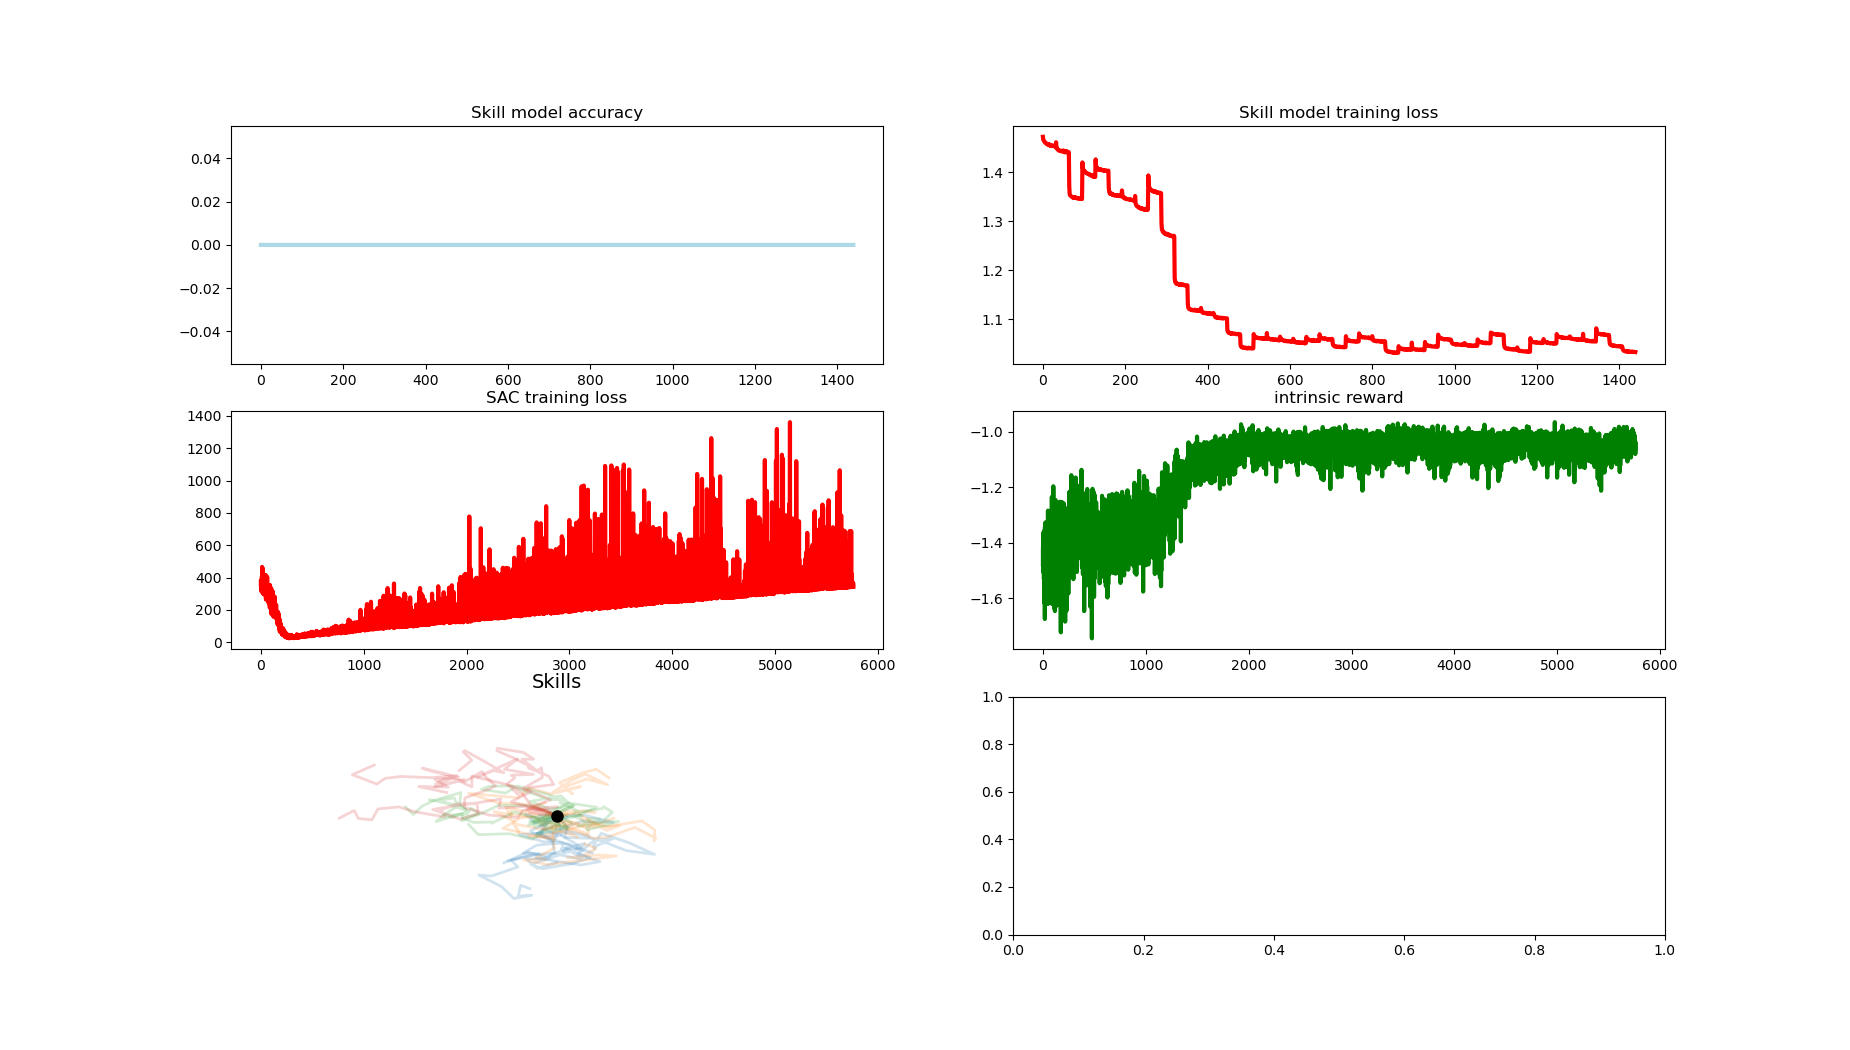 Skill model accuracy
0.04
0.02
0.00
−0.02
−0.04
0 200 400 600 800 1000 1200 1400
Skill model training loss
1.4
1.3
1.2
1.1
0 200 400 600 800 1000 1200 1400
SAC training loss
1400
1200
1000
800
600
400
200
0
0 1000 2000 3000 4000 5000 6000
intrinsic reward
−1.0
−1.2
−1.4
−1.6
0 1000 2000 3000 4000 5000 6000
Skills
1.0
0.8
0.6
0.4
0.2
0.0
0.0 0.2 0.4 0.6 0.8 1.0